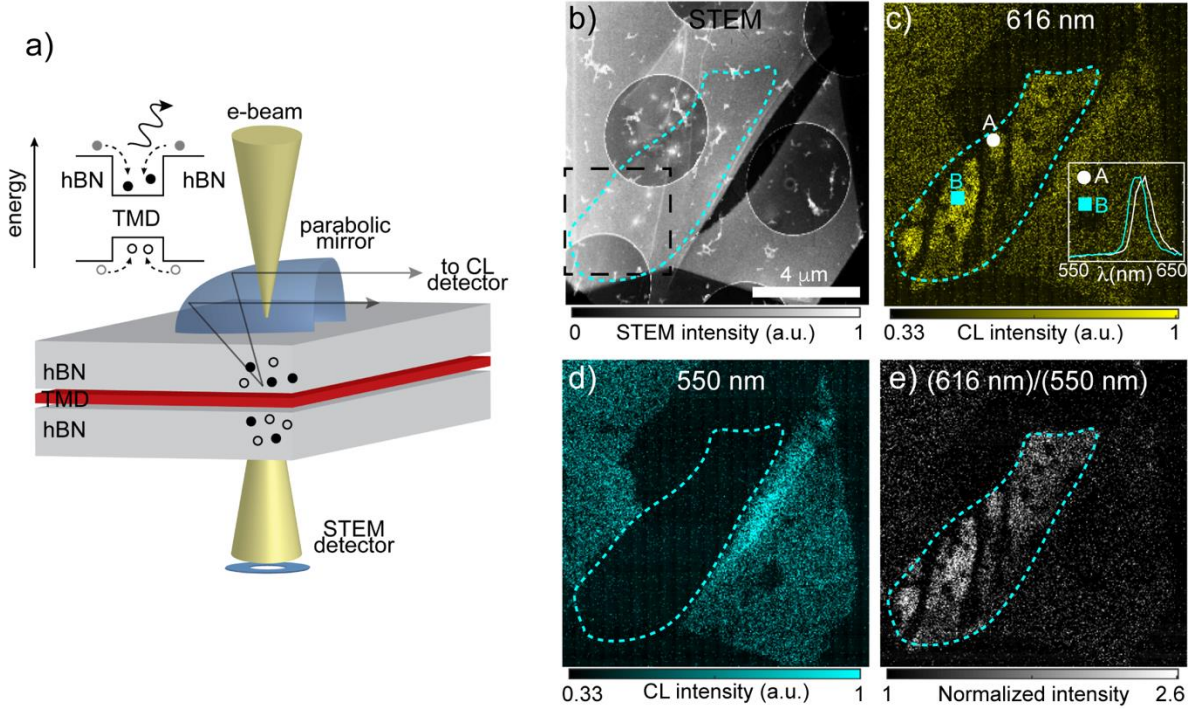 a)
e-beam
energy
hBN
hBN
TMD
parabolic
mirror
to CL
detector
hBN
TMD
hBN
STEM
detector
b)
STEM
4 μm
0
STEM intensity (a.u.)
1
c)
616 nm
A
B
A
B
550
λ(nm)
650
0.33
CL intensity (a.u.)
1
d)
550 nm
0.33
CL intensity (a.u.)
1
e)
(616 nm)/(550 nm)
1
Normalized intensity
2.6